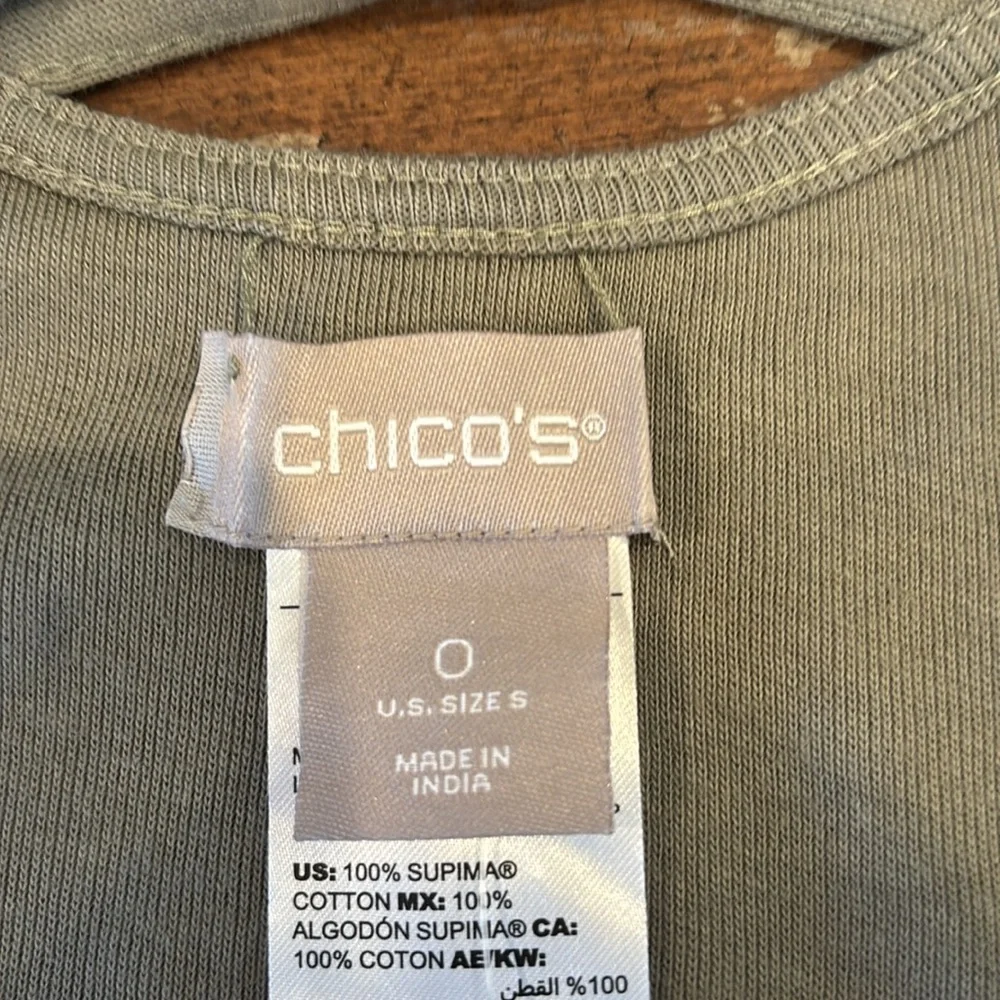 chico's®
0
U.S. SIZE S
MADE IN
INDIA
US: 100% SUPIMA®
COTTON MX: 100%
ALGODÓN SUPIMA® CA:
100% COTON AE/KW:
100% القطن